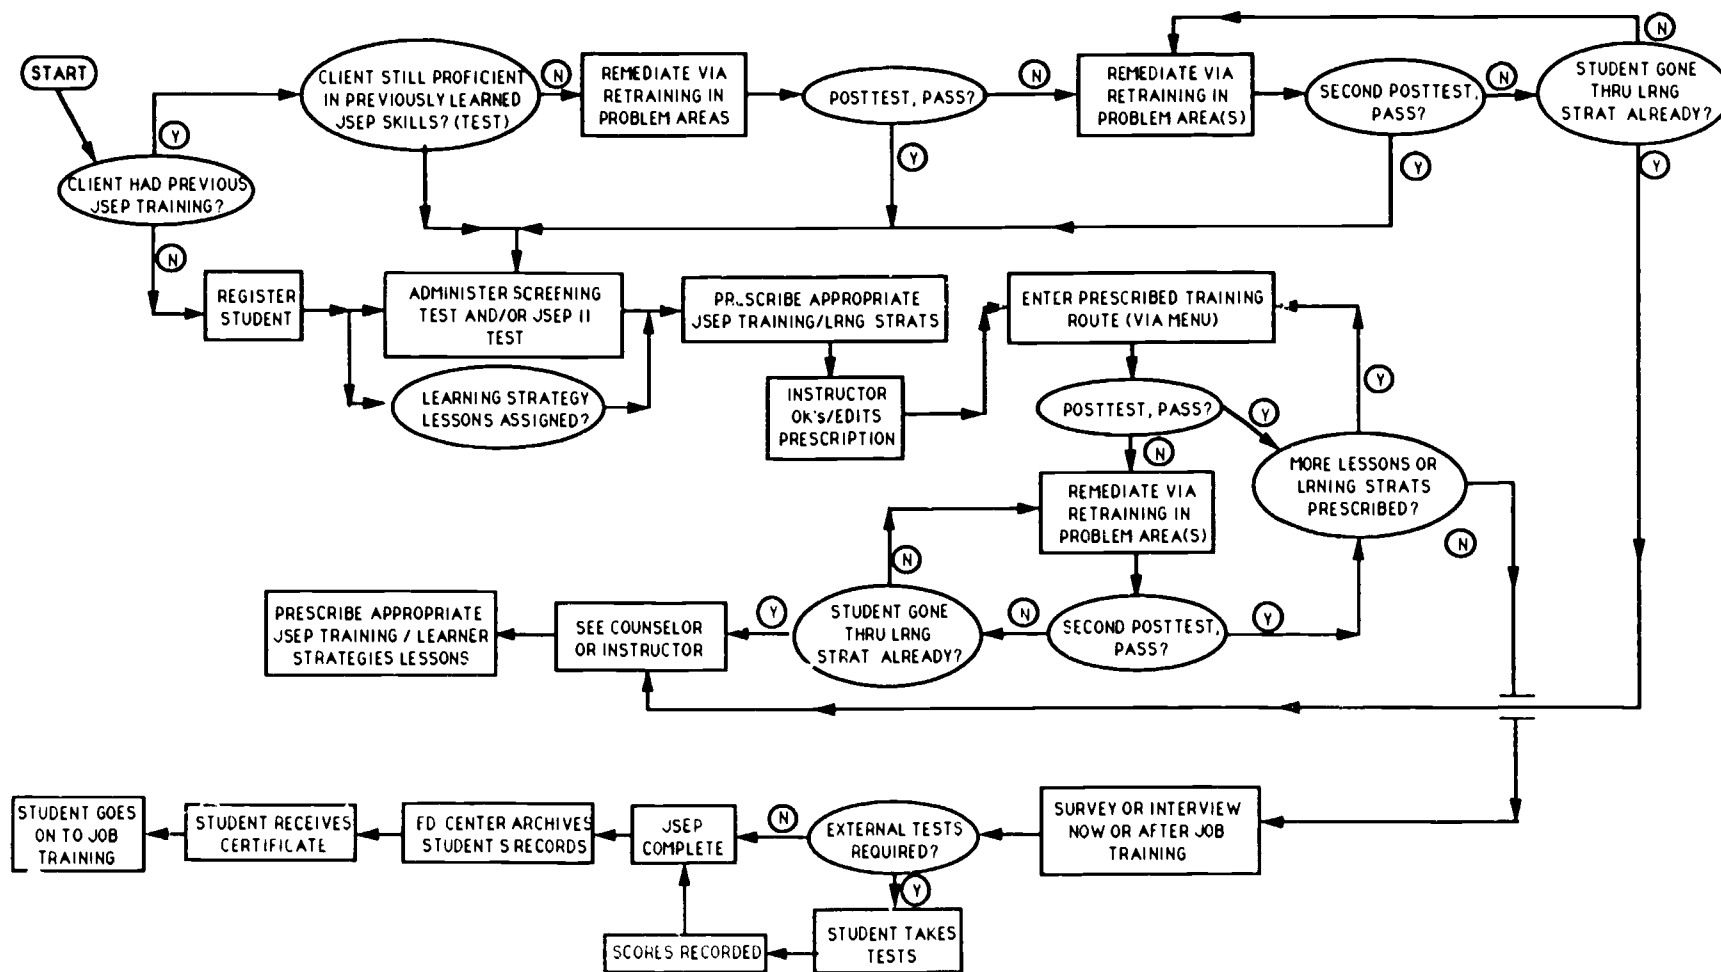 START
CLIENT HAD PREVIOUS
JSEP TRAINING?
Y
N
CLIENT STILL PROFICIENT
IN PREVIOUSLY LEARNED
JSEP SKILLS? (TEST)
N
REMEDIATE VIA
RETRAINING IN
PROBLEM AREAS
POSTTEST, PASS?
N
Y
REMEDIATE VIA
RETRAINING IN
PROBLEM AREA(S)
SECOND POSTTEST,
PASS?
N
Y
STUDENT GONE
THRU LRNG
STRAT ALREADY?
N
Y
REGISTER
STUDENT
ADMINISTER SCREENING
TEST AND/OR JSEP II
TEST
LEARNING STRATEGY
LESSONS ASSIGNED?
PR SCRIBE APPROPRIATE
JSEP TRAINING/LRNG STRATS
INSTRUCTOR
OK's/EDITS
PRESCRIPTION
ENTER PRESCRIBED TRAINING
ROUTE (VIA MENU)
POSTTEST, PASS?
Y
N
MORE LESSONS OR
LRNING STRATS
PRESCRIBED?
Y
N
REMEDIATE VIA
RETRAINING IN
PROBLEM AREA(S)
SECOND POSTTEST,
PASS?
Y
N
STUDENT GONE
THRU LRNG
STRAT ALREADY?
N
Y
SEE COUNSELOR
OR INSTRUCTOR
PRESCRIBE APPROPRIATE
JSEP TRAINING / LEARNER
STRATEGIES LESSONS
SURVEY OR INTERVIEW
NOW OR AFTER JOB
TRAINING
EXTERNAL TESTS
REQUIRED?
N
Y
STUDENT TAKES
TESTS
SCORES RECORDED
JSEP
COMPLETE
ED CENTER ARCHIVES
STUDENT S RECORDS
STUDENT RECEIVES
CERTIFICATE
STUDENT GOES
ON TO JOB
TRAINING